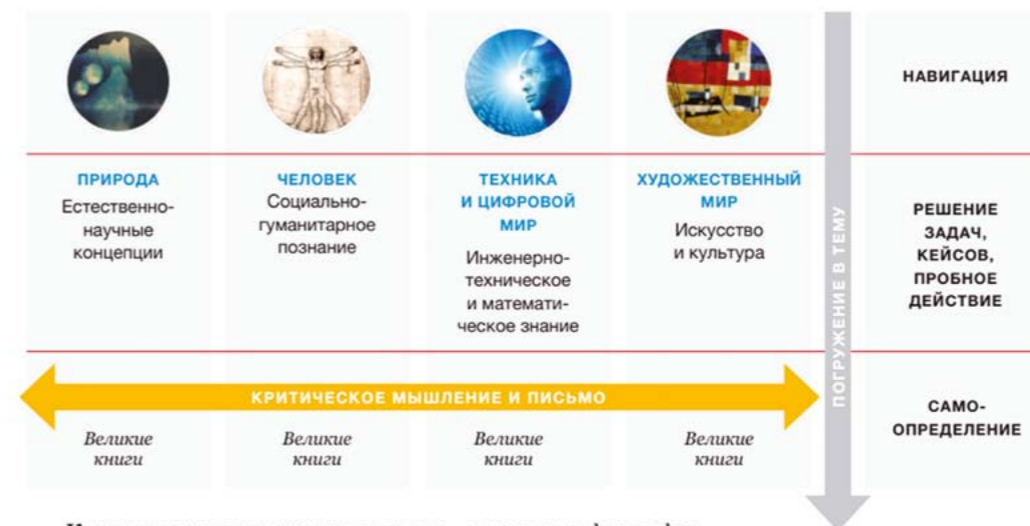 НАВИГАЦИЯ
ПРИРОДА
Естественно-
научные
концепции
ЧЕЛОВЕК
Социально-
гуманитарное
познание
ТЕХНИКА
И ЦИФРОВОЙ
МИР
Инженерно-
техническое
и математи-
ческое знание
ХУДОЖЕСТВЕННЫЙ
МИР
Искусство
и культура
ПОГРУЖЕНИЕ В ТЕМУ
РЕШЕНИЕ
ЗАДАЧ,
КЕЙСОВ,
ПРОБНОЕ
ДЕЙСТВИЕ
КРИТИЧЕСКОЕ МЫШЛЕНИЕ И ПИСЬМО
Великие
книги
Великие
книги
Великие
книги
Великие
книги
САМО-
ОПРЕДЕЛЕНИЕ